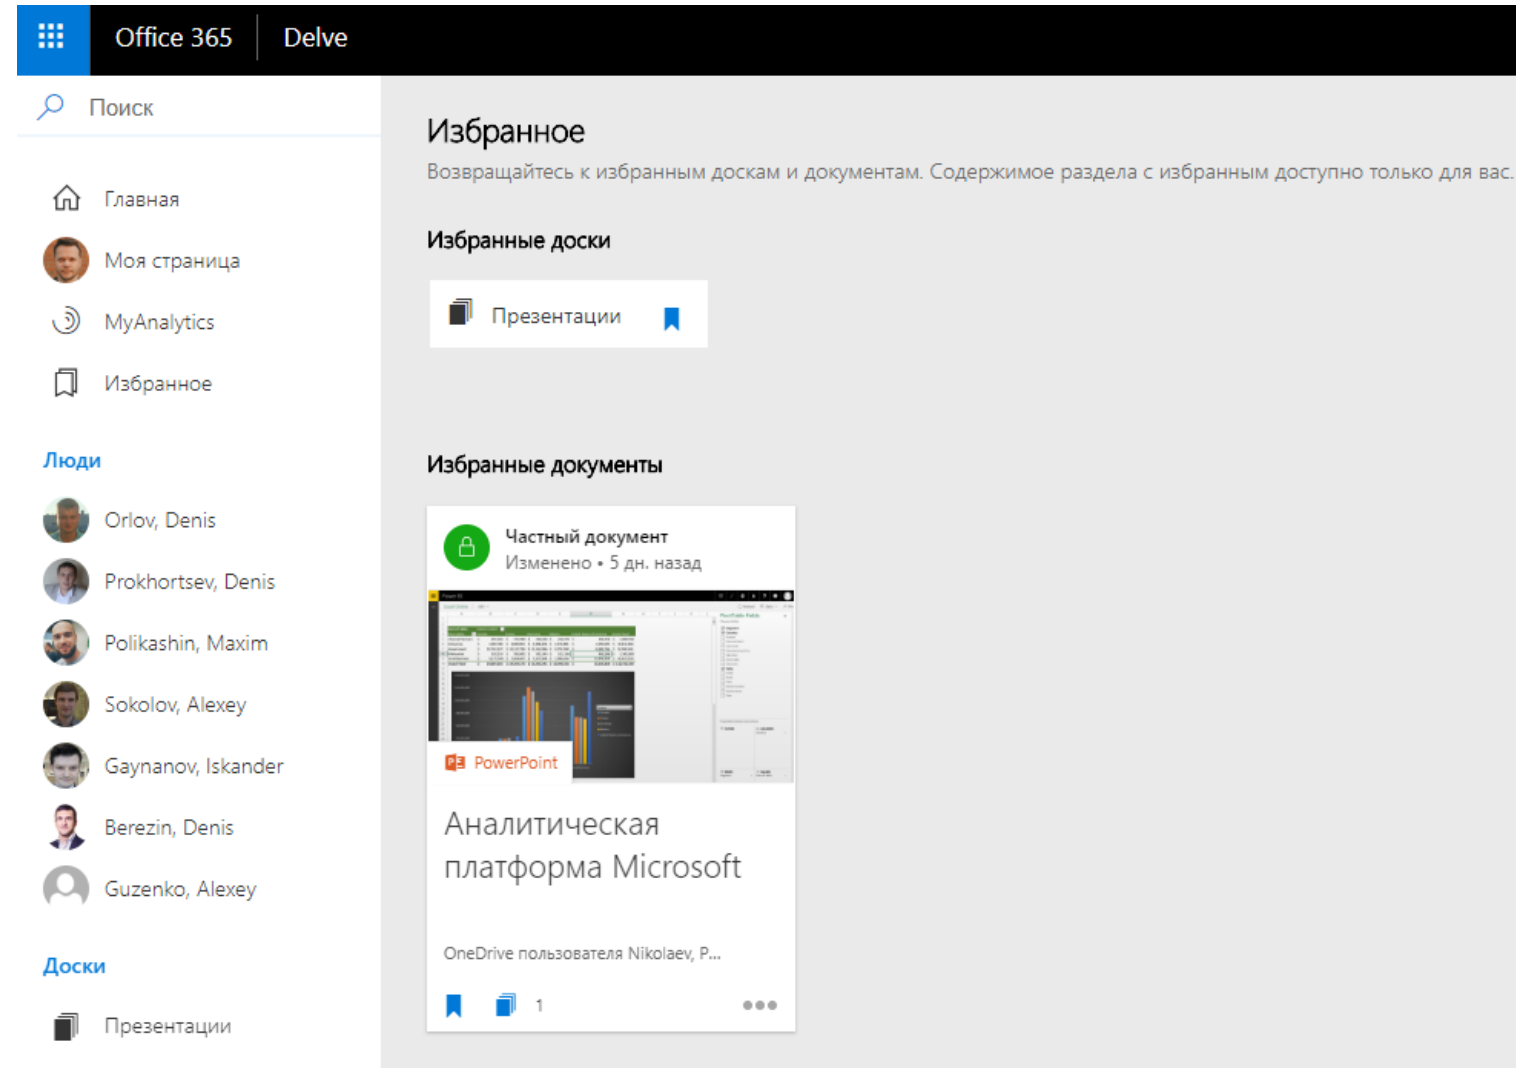 Office 365
Delve
Поиск
Главная
Моя страница
MyAnalytics
Избранное
Люди
Orlov, Denis
Prokhortsev, Denis
Polikashin, Maxim
Sokolov, Alexey
Gaynanov, Iskander
Berezin, Denis
Guzenko, Alexey
Доски
Презентации
Избранное
Возвращайтесь к избранным доскам и документам. Содержимое раздела с избранным доступно только для вас.
Избранные доски
Презентации
Избранные документы
Частный документ
Изменено • 5 дн. назад
PowerPoint
Аналитическая
платформа Microsoft
OneDrive пользователя Nikolaev, P...
1